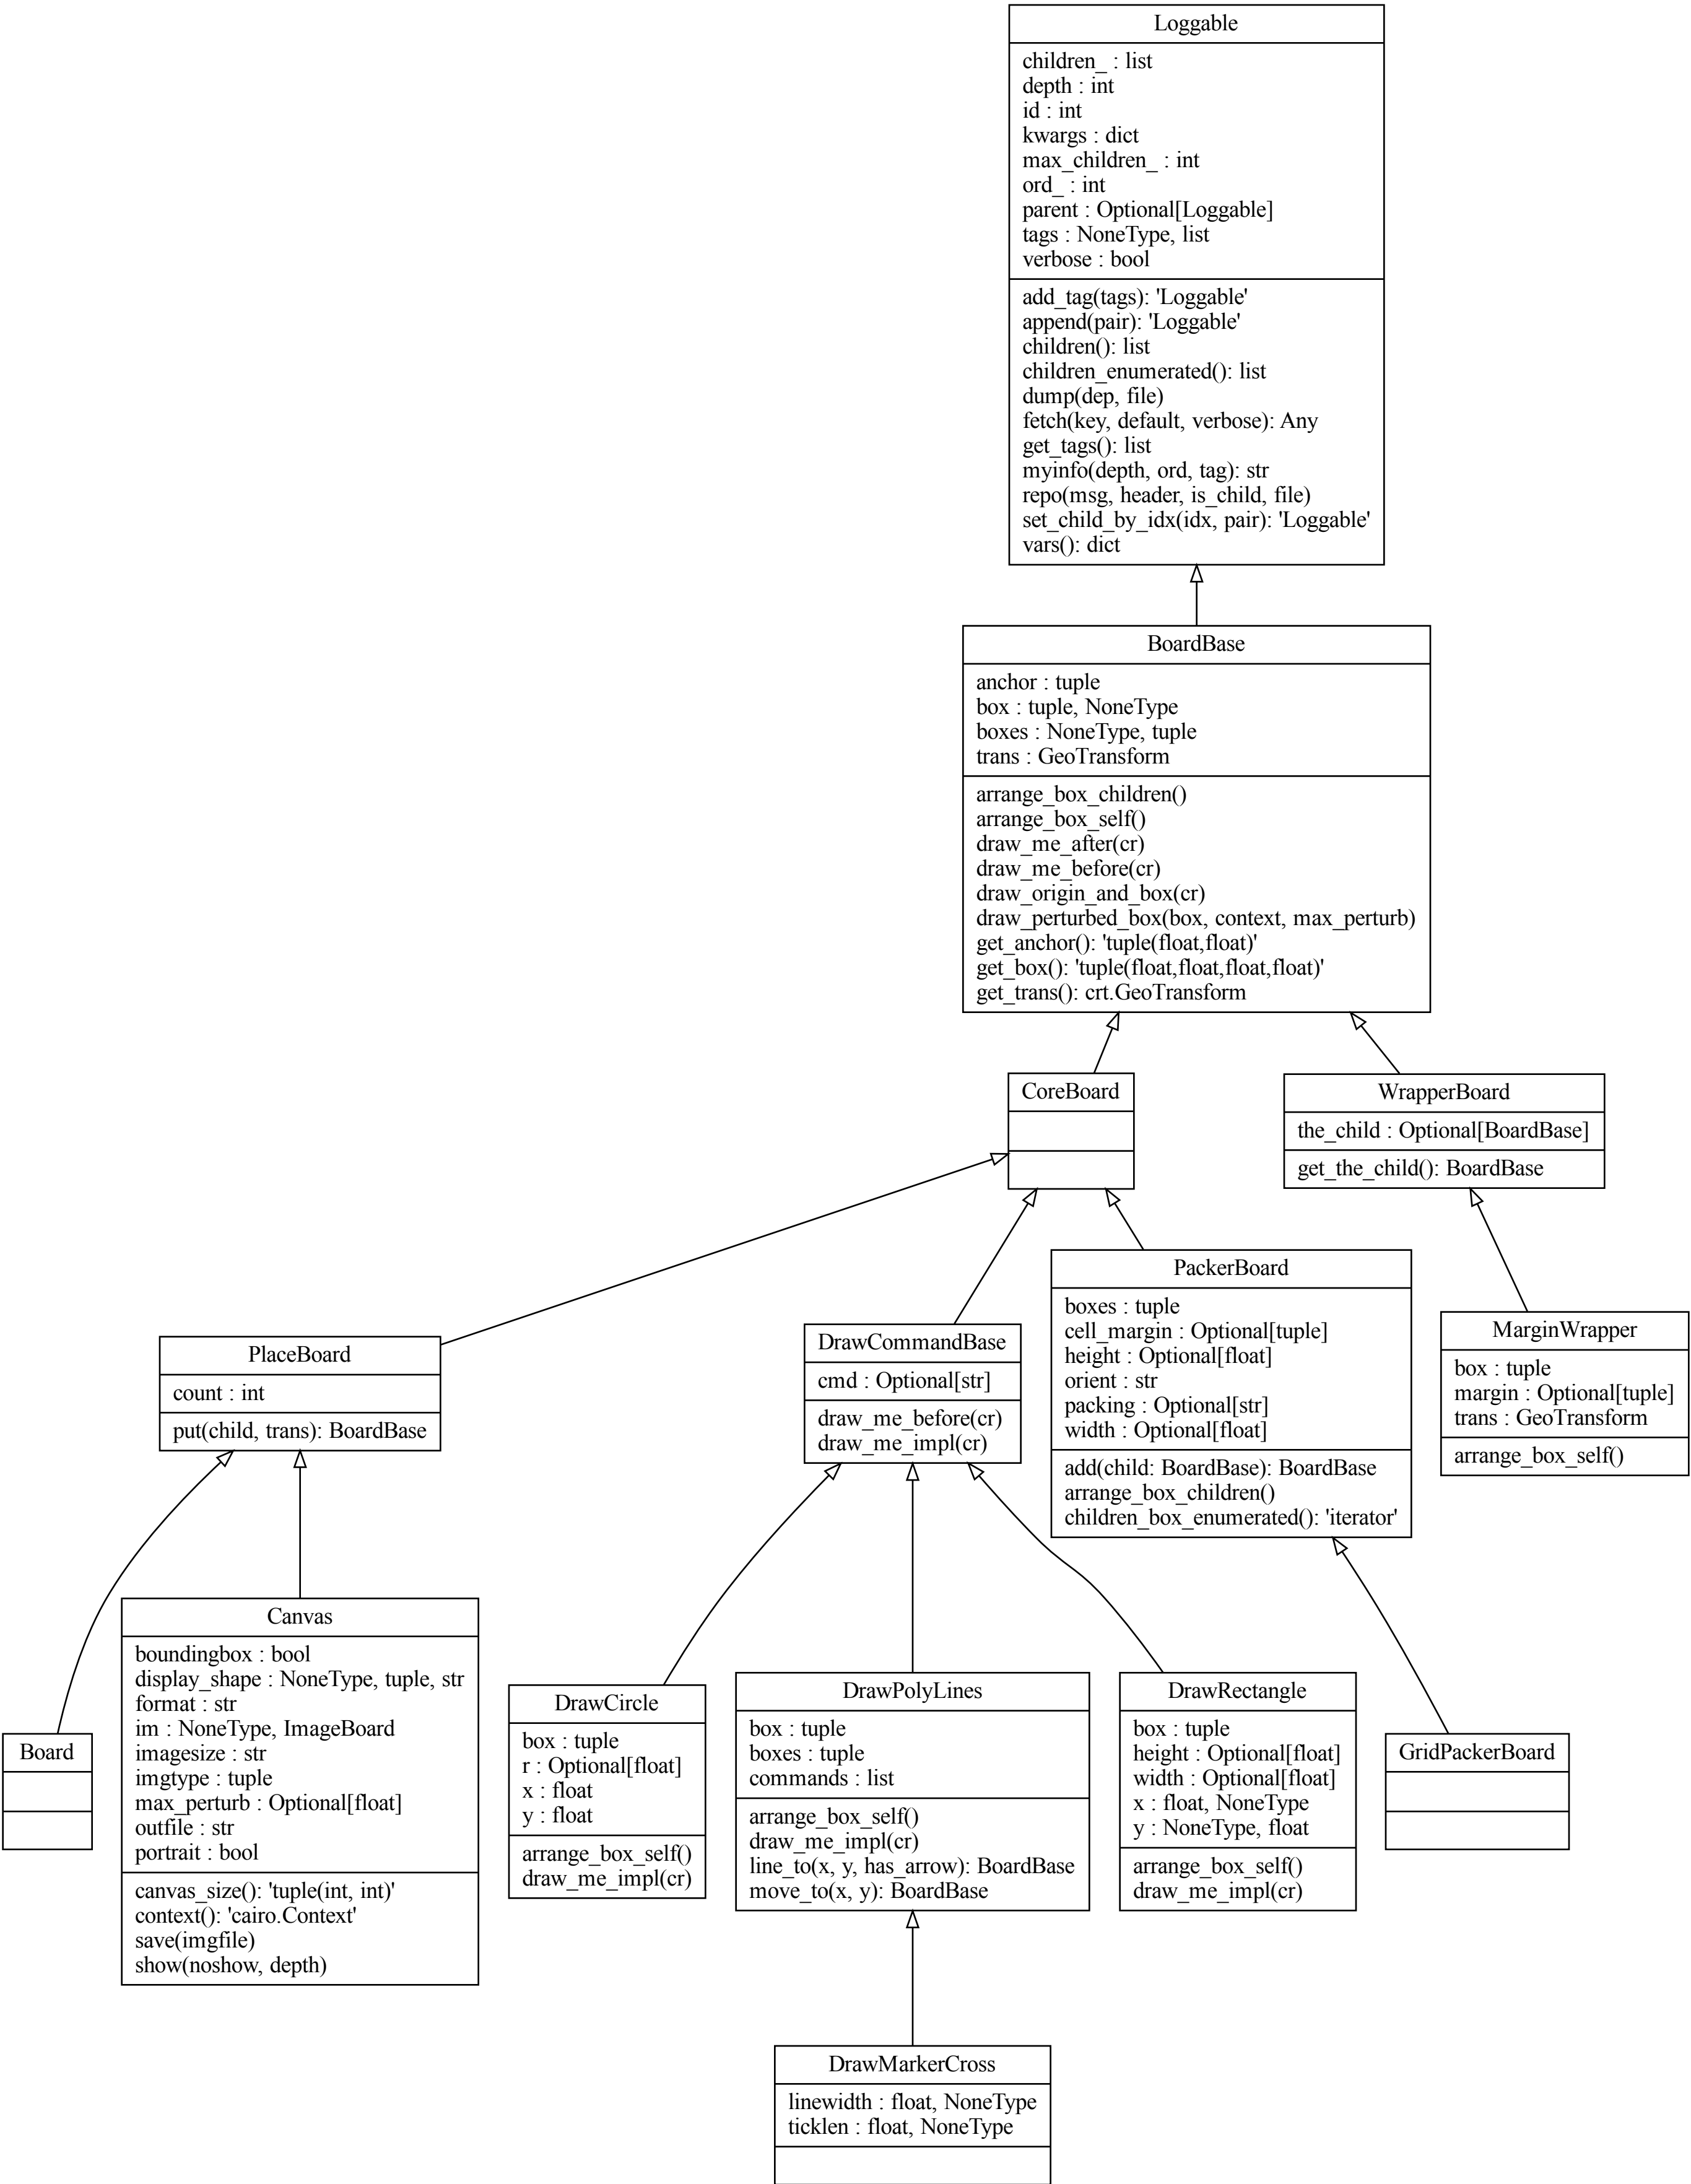 Loggable
children_ : list
depth : int
id : int
kwargs : dict
max_children_ : int
ord_ : int
parent : Optional[Loggable]
tags : NoneType, list
verbose : bool
add_tag(tags): 'Loggable'
append(pair): 'Loggable'
children(): list
children_enumerated(): list
dump(dep, file)
fetch(key, default, verbose): Any
get_tags(): list
myinfo(depth, ord, tag): str
repo(msg, header, is_child, file)
set_child_by_idx(idx, pair): 'Loggable'
vars(): dict
BoardBase
anchor : tuple
box : tuple, NoneType
boxes : NoneType, tuple
trans : GeoTransform
arrange_box_children()
arrange_box_self()
draw_me_after(cr)
draw_me_before(cr)
draw_origin_and_box(cr)
draw_perturbed_box(box, context, max_perturb)
get_anchor(): 'tuple(float,float)'
get_box(): 'tuple(float,float,float,float)'
get_trans(): crt.GeoTransform
CoreBoard
WrapperBoard
the_child : Optional[BoardBase]
get_the_child(): BoardBase
PlaceBoard
count : int
put(child, trans): BoardBase
DrawCommandBase
cmd : Optional[str]
draw_me_before(cr)
draw_me_impl(cr)
PackerBoard
boxes : tuple
cell_margin : Optional[tuple]
height : Optional[float]
orient : str
packing : Optional[str]
width : Optional[float]
add(child: BoardBase): BoardBase
arrange_box_children()
children_box_enumerated(): 'iterator'
MarginWrapper
box : tuple
margin : Optional[tuple]
trans : GeoTransform
arrange_box_self()
Board
Canvas
boundingbox : bool
display_shape : NoneType, tuple, str
format : str
im : NoneType, ImageBoard
imagesize : str
imgtype : tuple
max_perturb : Optional[float]
outfile : str
portrait : bool
canvas_size(): 'tuple(int, int)'
context(): 'cairo.Context'
save(imgfile)
show(noshow, depth)
DrawCircle
box : tuple
r : Optional[float]
x : float
y : float
arrange_box_self()
draw_me_impl(cr)
DrawPolyLines
box : tuple
boxes : tuple
commands : list
arrange_box_self()
draw_me_impl(cr)
line_to(x, y, has_arrow): BoardBase
move_to(x, y): BoardBase
DrawRectangle
box : tuple
height : Optional[float]
width : Optional[float]
x : float, NoneType
y : NoneType, float
arrange_box_self()
draw_me_impl(cr)
GridPackerBoard
DrawMarkerCross
linewidth : float, NoneType
ticklen : float, NoneType